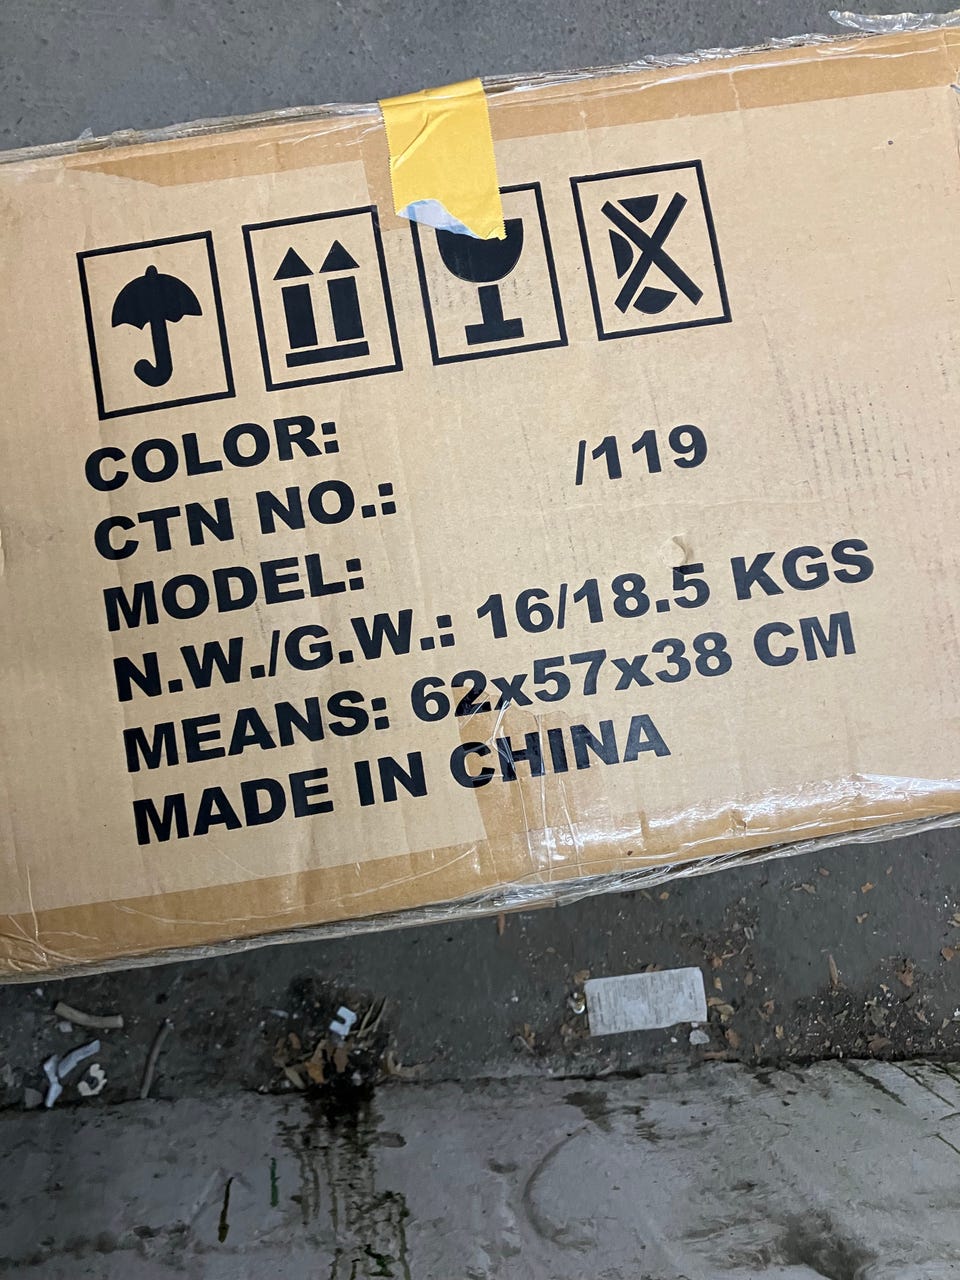 COLOR:
CTN NO.: /119
MODEL:
N.W./G.W.: 16/18.5 KGS
MEANS: 62x57x38 CM
MADE IN CHINA